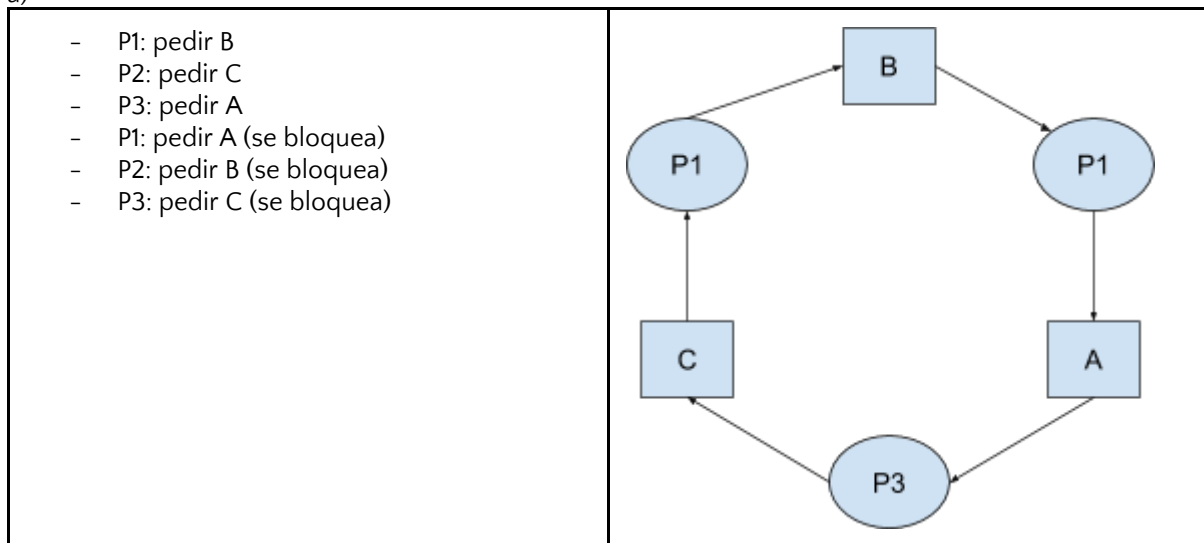 a)
- P1: pedir B
- P2: pedir C
- P3: pedir A
- P1: pedir A (se bloquea)
- P2: pedir B (se bloquea)
- P3: pedir C (se bloquea)
B
P1
P1
C
A
P3